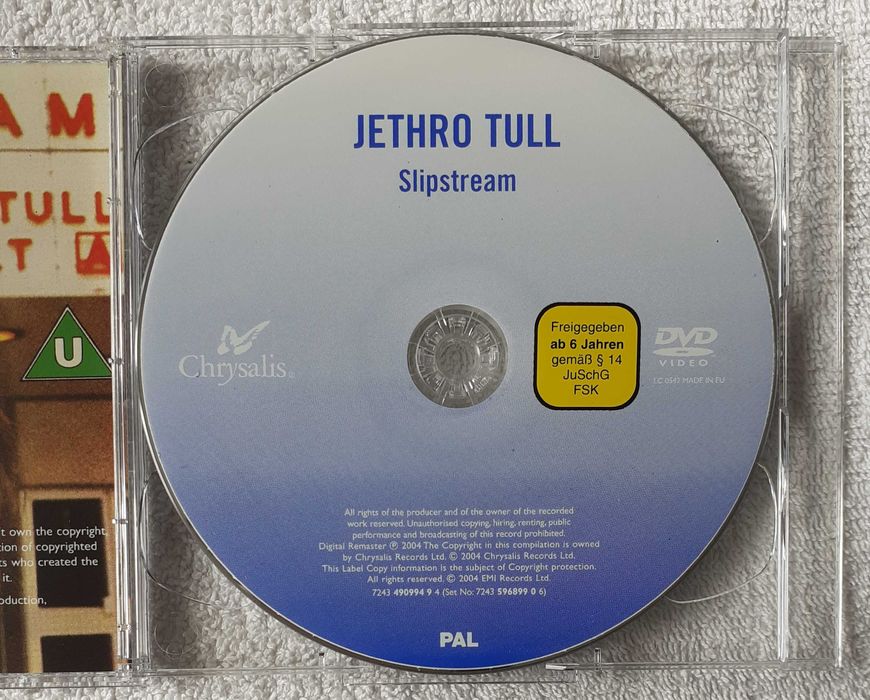 AM
TULL
T
U
't own the copyright,
tion of copyrighted
ts who created the
it.
oduction,
JETHRO TULL
Slipstream
Chrysalis
Freigegeben
ab 6 Jahren
gemäß § 14
JuSchG
FSK
DVD
VIDEO
LC 0542 MADE IN EU
All rights of the producer and of the owner of the recorded
work reserved. Unauthorised copying, hiring, renting, public
performance and broadcasting of this record prohibited.
Digital Remaster ℗ 2004 The Copyright in this compilation is owned
by Chrysalis Records Ltd. © 2004 Chrysalis Records Ltd.
This Label Copy information is the subject of Copyright protection.
All rights reserved. © 2004 EMI Records Ltd.
7243 490994 9 4 (Set No: 7243 596899 0 6)
PAL